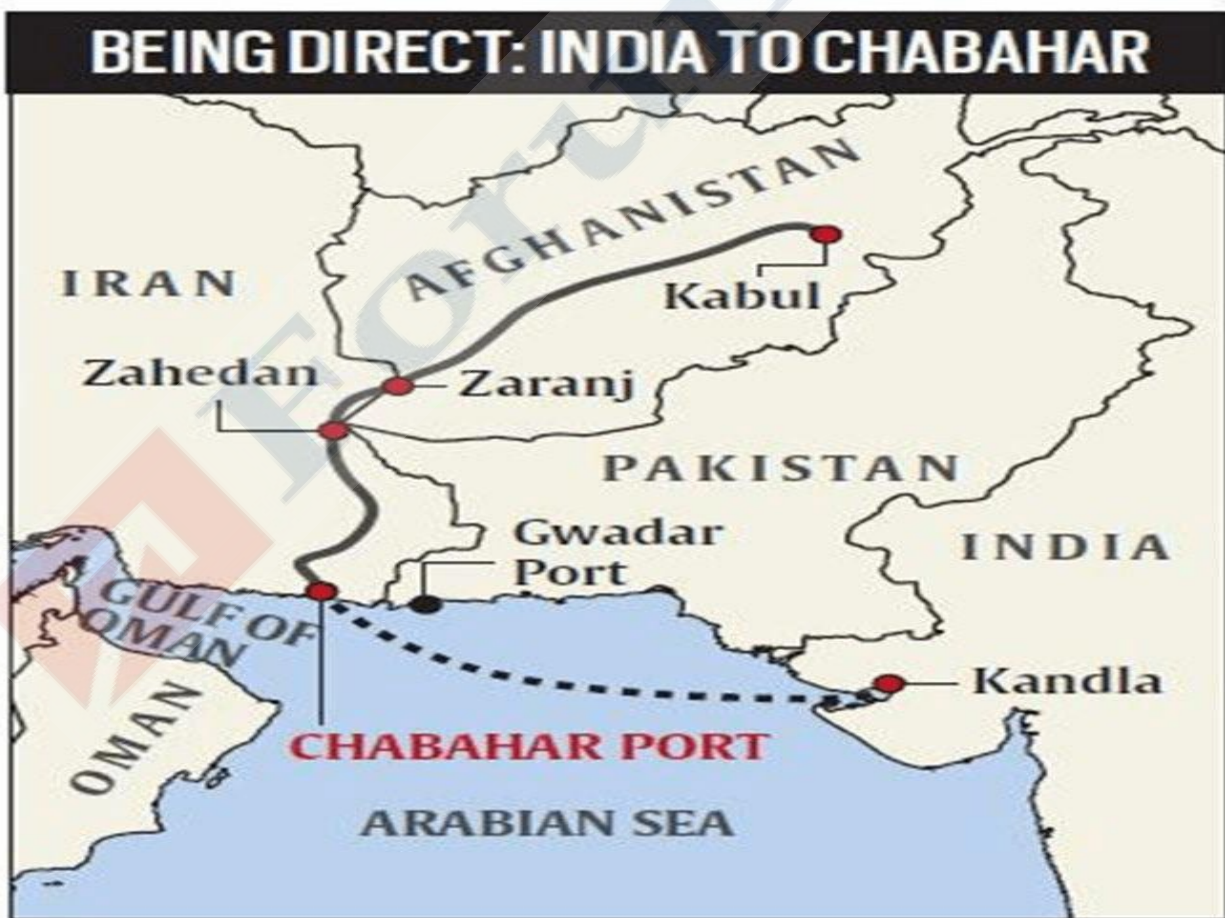 BEING DIRECT: INDIA TO CHABAHAR
AFGHANISTAN
IRAN
Kabul
Zahedan
Zaranj
PAKISTAN
Gwadar
Port
INDIA
GULF OF
OMAN
Kandla
OMAN
CHABAHAR PORT
ARABIAN SEA
Forum